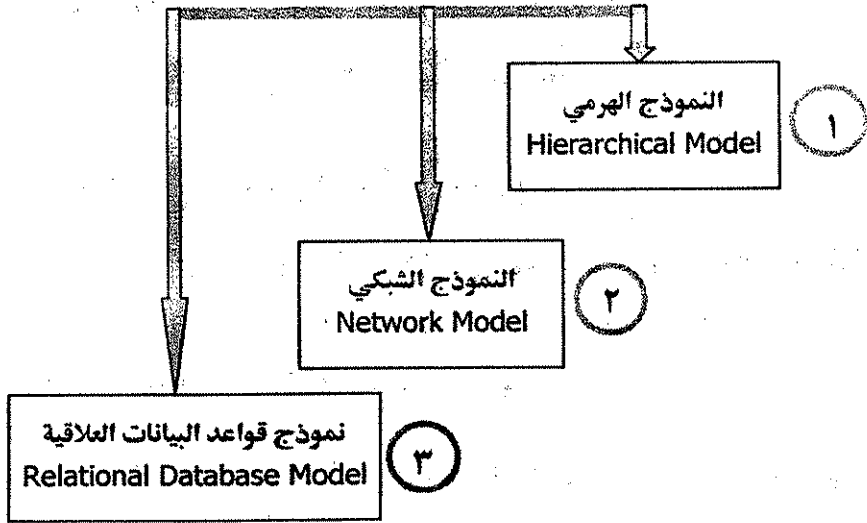 النموذج الهرمي
Hierarchical Model
١
النموذج الشبكي
Network Model
٢
نموذج قواعد البيانات العلاقية
Relational Database Model
٣